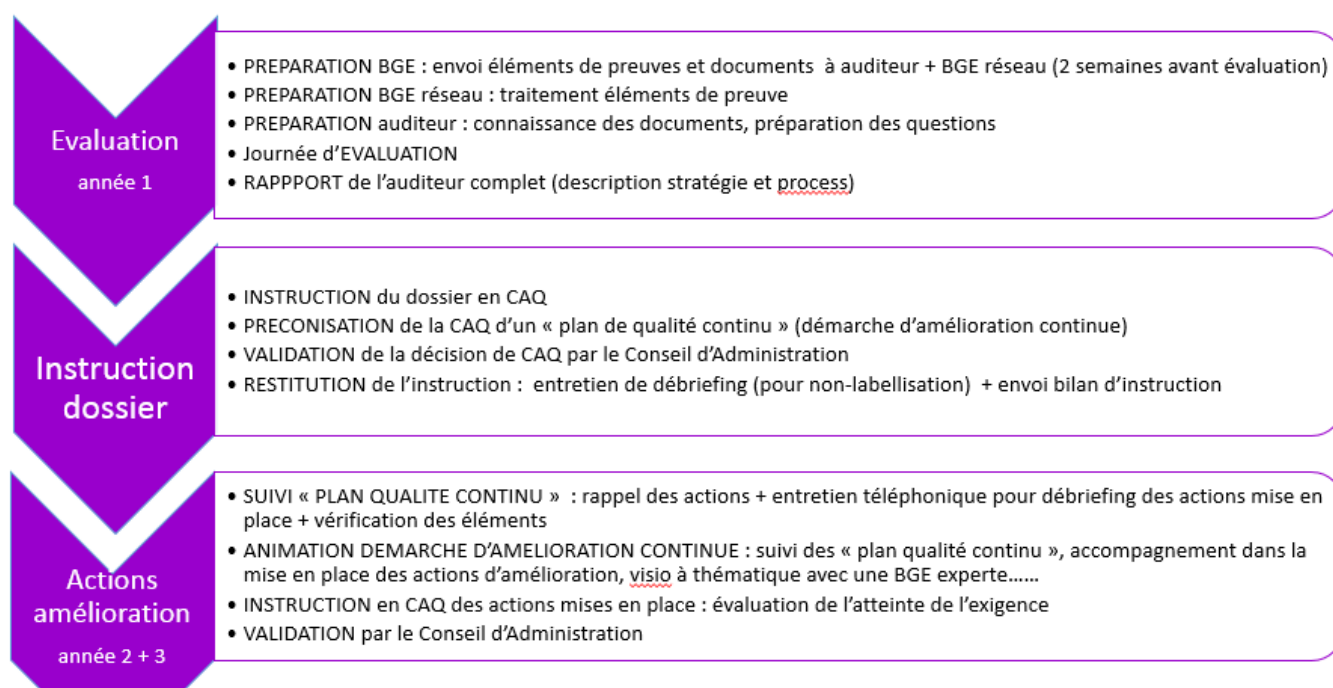 Evaluation
année 1
• PREPARATION BGE : envoi éléments de preuves et documents à auditeur + BGE réseau (2 semaines avant évaluation)
• PREPARATION BGE réseau : traitement éléments de preuve
• PREPARATION auditeur : connaissance des documents, préparation des questions
• Journée d’EVALUATION
• RAPPPORT de l’auditeur complet (description stratégie et process)
Instruction
dossier
• INSTRUCTION du dossier en CAQ
• PRECONISATION de la CAQ d’un « plan de qualité continu » (démarche d’amélioration continue)
• VALIDATION de la décision de CAQ par le Conseil d’Administration
• RESTITUTION de l’instruction : entretien de débriefing (pour non-labellisation) + envoi bilan d’instruction
Actions
amélioration
année 2 + 3
• SUIVI « PLAN QUALITE CONTINU » : rappel des actions + entretien téléphonique pour débriefing des actions mise en
place + vérification des éléments
• ANIMATION DEMARCHE D’AMELIORATION CONTINUE : suivi des « plan qualité continu », accompagnement dans la
mise en place des actions d’amélioration, visio à thématique avec une BGE experte……
• INSTRUCTION en CAQ des actions mises en place : évaluation de l’atteinte de l’exigence
• VALIDATION par le Conseil d’Administration